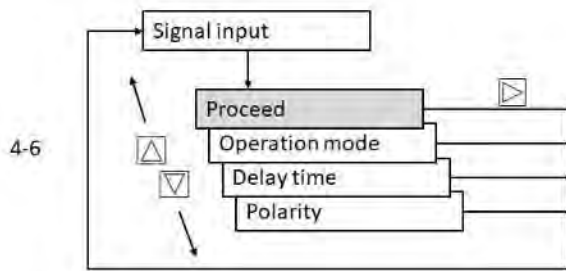 Signal input
Proceed
Operation mode
4-6
Delay time
Polarity